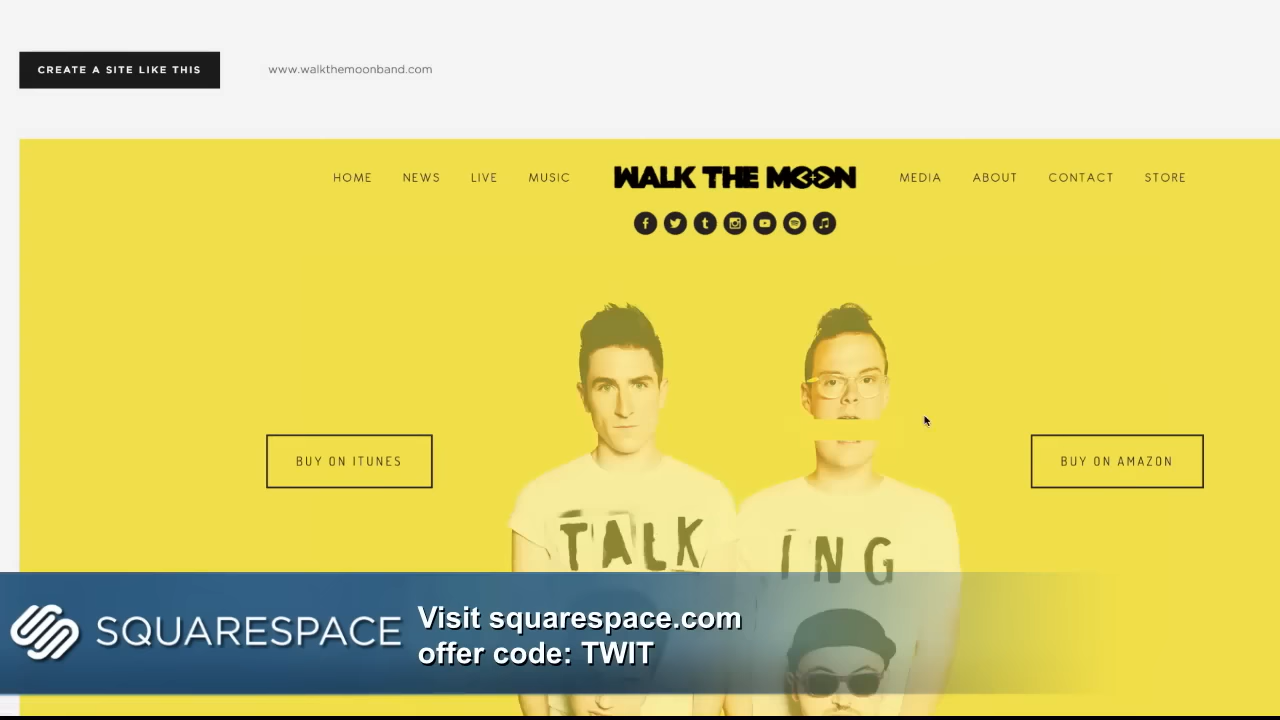 CREATE A SITE LIKE THIS
www.walkthemoonband.com
HOME NEWS LIVE MUSIC WALK THE MOON MEDIA ABOUT CONTACT STORE
BUY ON ITUNES
BUY ON AMAZON
TALK ING
SQUARESPACE
Visit squarespace.com
offer code: TWIT